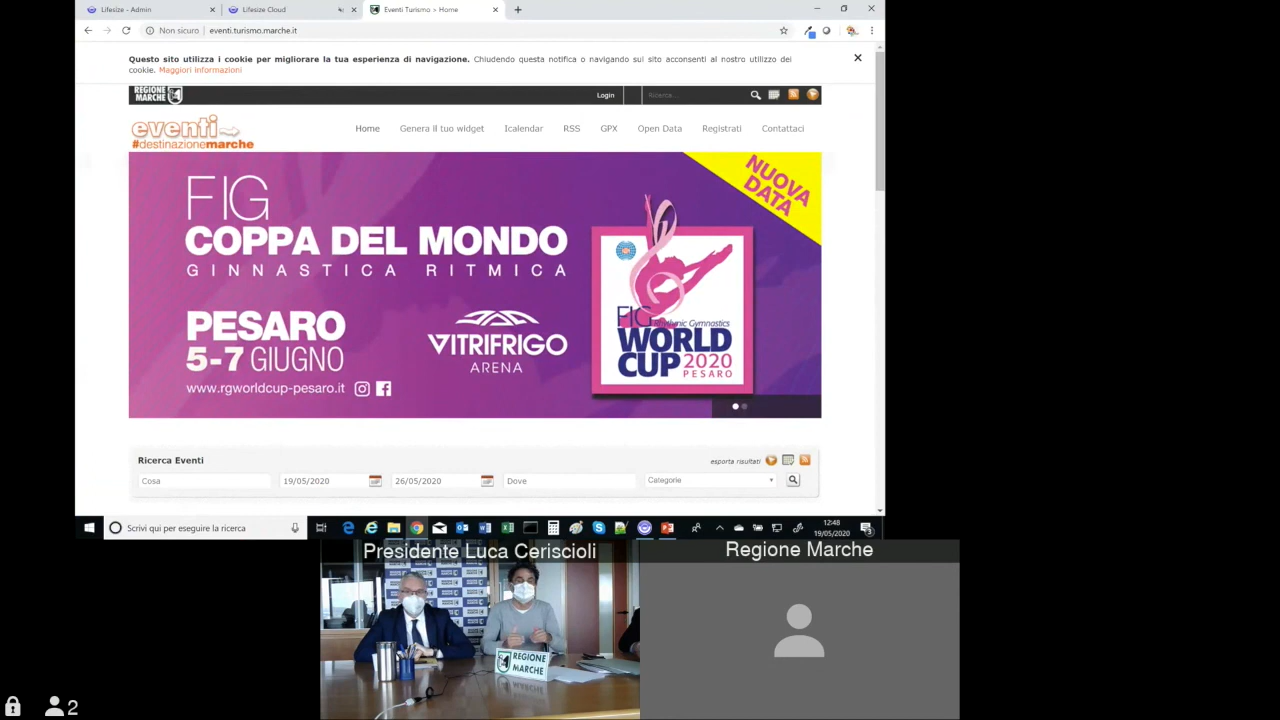 Lifesize - Admin
Lifesize Cloud
Eventi Turismo » Home
Non sicuro
eventi.turismo.marche.it
Questo sito utilizza i cookie per migliorare la tua esperienza di navigazione. Chiudendo questa notifica o navigando sui sito acconsenti al nostro utilizzo dei
cookie. Maggiori Informazioni
REGIONE
MARCHE
Login
Ricerca...
eventi
#destinazionemarche
Home
Genera il tuo widget
Icalendar
RSS
GPX
Open Data
Registrati
Contattaci
NUOVA
DATA
FIG
COPPA DEL MONDO
GINNASTICA RITMICA
PESARO
5-7 GIUGNO
www.rgworldcup-pesaro.it
VITRIFRIGO
ARENA
FIG Rhythmic Gymnastics
WORLD
CUP 2020
PESARO
Ricerca Eventi
esporta risultati
Cosa
19/05/2020
26/05/2020
Dove
Categorie
Scrivi qui per eseguire la ricerca
12:48
19/05/2020
3
Presidente Luca Ceriscioli
Regione Marche
REGIONE
MARCHE
2